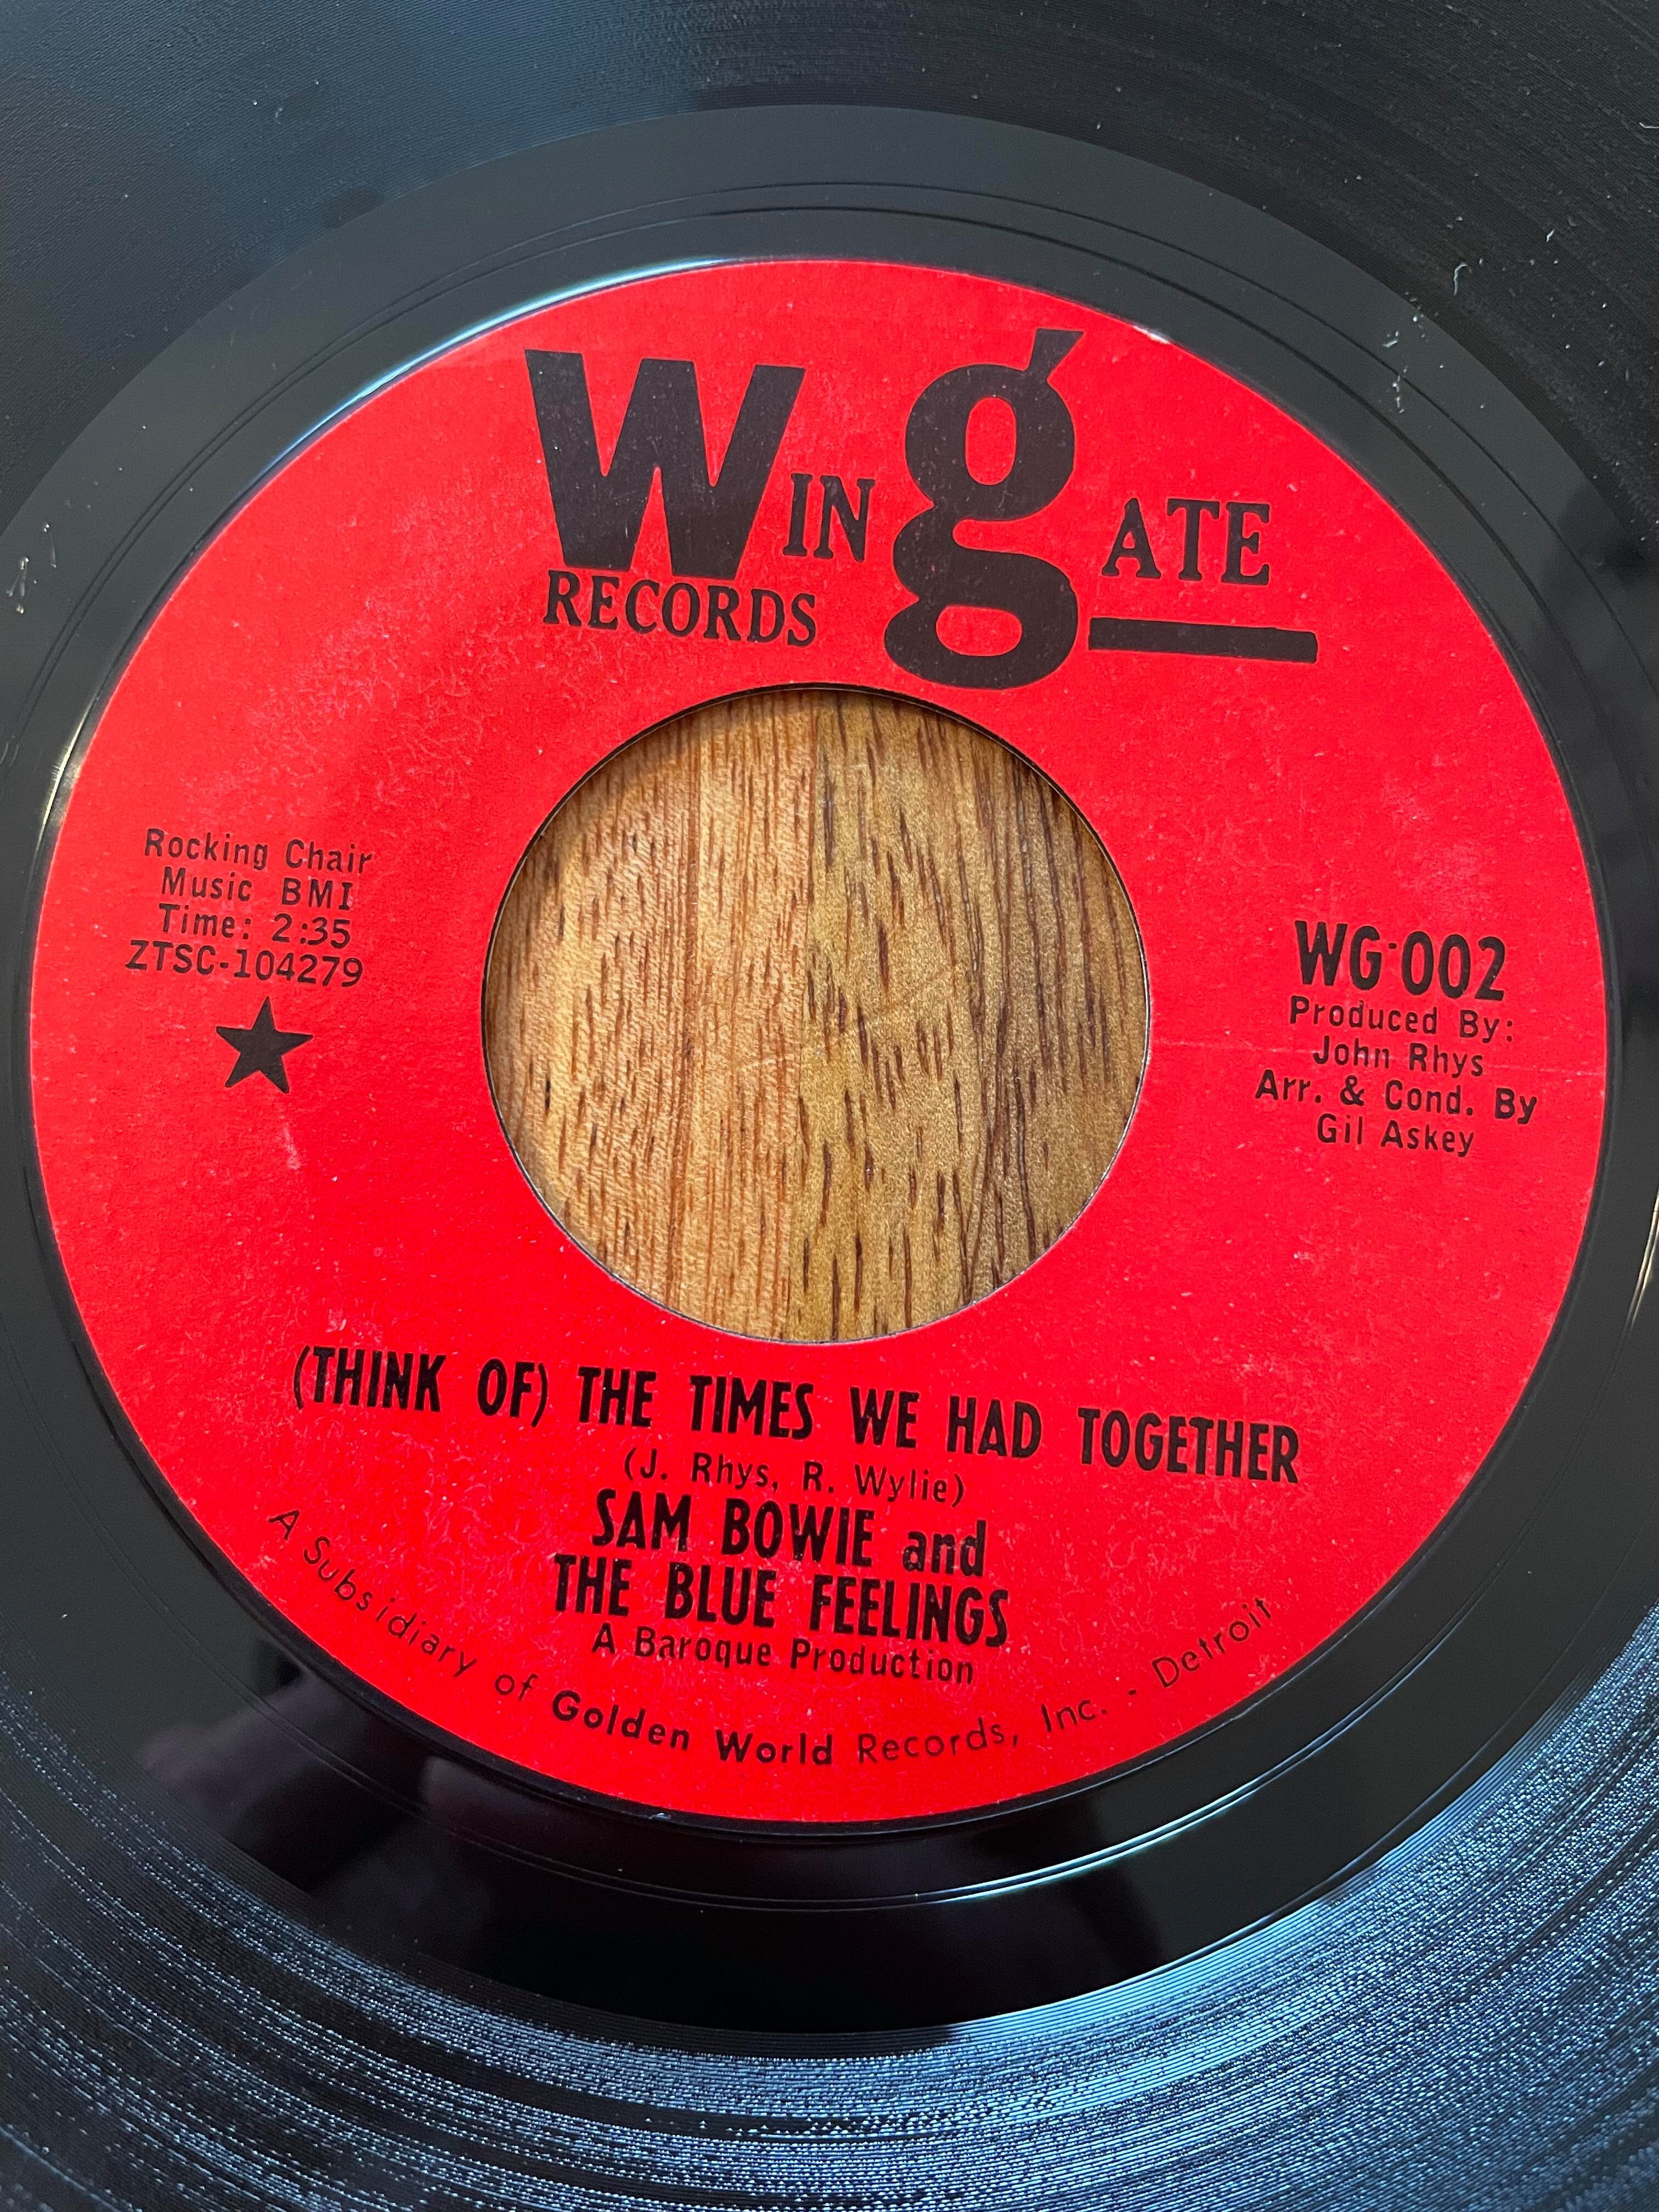 WINgATE
RECORDS
Rocking Chair
Music BMI
Time: 2:35
ZTSC-104279
WG-002
Produced By:
John Rhys
Arr. & Cond. By
Gil Askey
(THINK OF) THE TIMES WE HAD TOGETHER
(J. Rhys, R. Wylie)
SAM BOWIE and
THE BLUE FEELINGS
A Baroque Production
A Subsidiary of Golden World Records, Inc. - Detroit